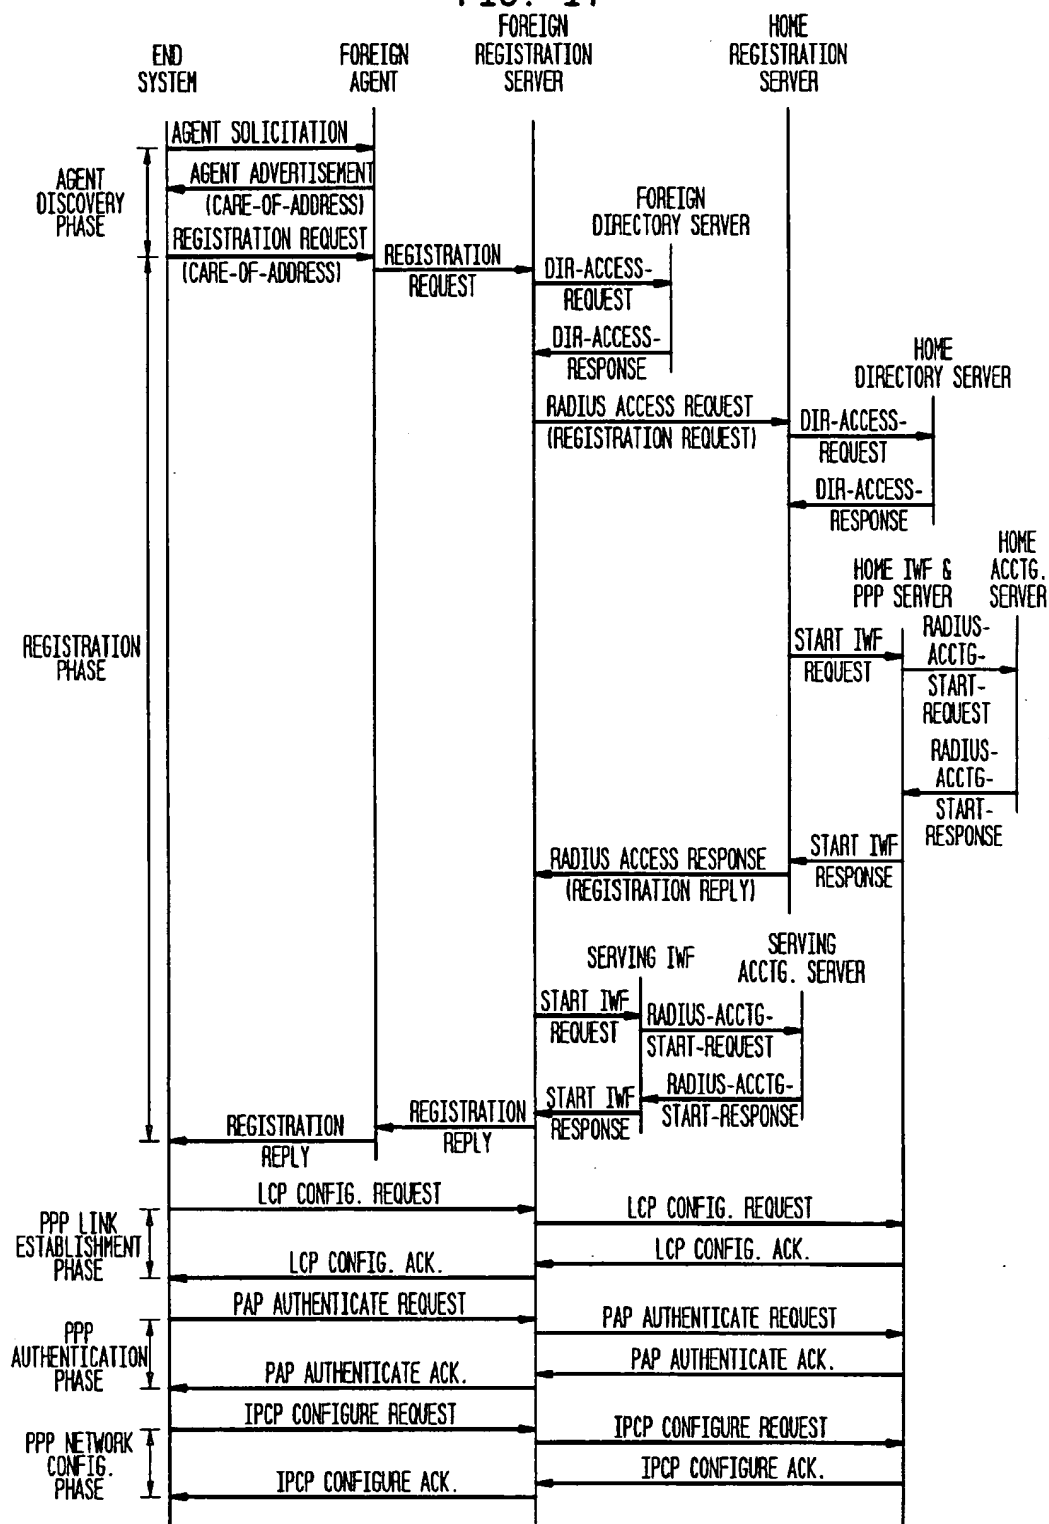 FIG. 17
END
SYSTEM
FOREIGN
AGENT
FOREIGN
REGISTRATION
SERVER
HOME
REGISTRATION
SERVER
AGENT SOLICITATION
AGENT ADVERTISEMENT
(CARE-OF-ADDRESS)
AGENT
DISCOVERY
PHASE
FOREIGN
DIRECTORY SERVER
REGISTRATION REQUEST
(CARE-OF-ADDRESS)
REGISTRATION
REQUEST
DIR-ACCESS-
REQUEST
DIR-ACCESS-
RESPONSE
HOME
DIRECTORY SERVER
RADIUS ACCESS REQUEST
(REGISTRATION REQUEST)
DIR-ACCESS-
REQUEST
DIR-ACCESS-
RESPONSE
HOME IWF &
PPP SERVER
HOME
ACCTG.
SERVER
REGISTRATION
PHASE
START IWF
REQUEST
RADIUS-
ACCTG-
START-
REQUEST
RADIUS-
ACCTG-
START-
RESPONSE
START IWF
RESPONSE
RADIUS ACCESS RESPONSE
(REGISTRATION REPLY)
SERVING IWF
SERVING
ACCTG. SERVER
START IWF
REQUEST
RADIUS-ACCTG-
START-REQUEST
RADIUS-ACCTG-
START-RESPONSE
START IWF
RESPONSE
REGISTRATION
REPLY
REGISTRATION
REPLY
LCP CONFIG. REQUEST
LCP CONFIG. REQUEST
PPP LINK
ESTABLISHMENT
PHASE
LCP CONFIG. ACK.
LCP CONFIG. ACK.
PAP AUTHENTICATE REQUEST
PAP AUTHENTICATE REQUEST
PPP
AUTHENTICATION
PHASE
PAP AUTHENTICATE ACK.
PAP AUTHENTICATE ACK.
IPCP CONFIGURE REQUEST
IPCP CONFIGURE REQUEST
PPP NETWORK
CONFIG.
PHASE
IPCP CONFIGURE ACK.
IPCP CONFIGURE ACK.